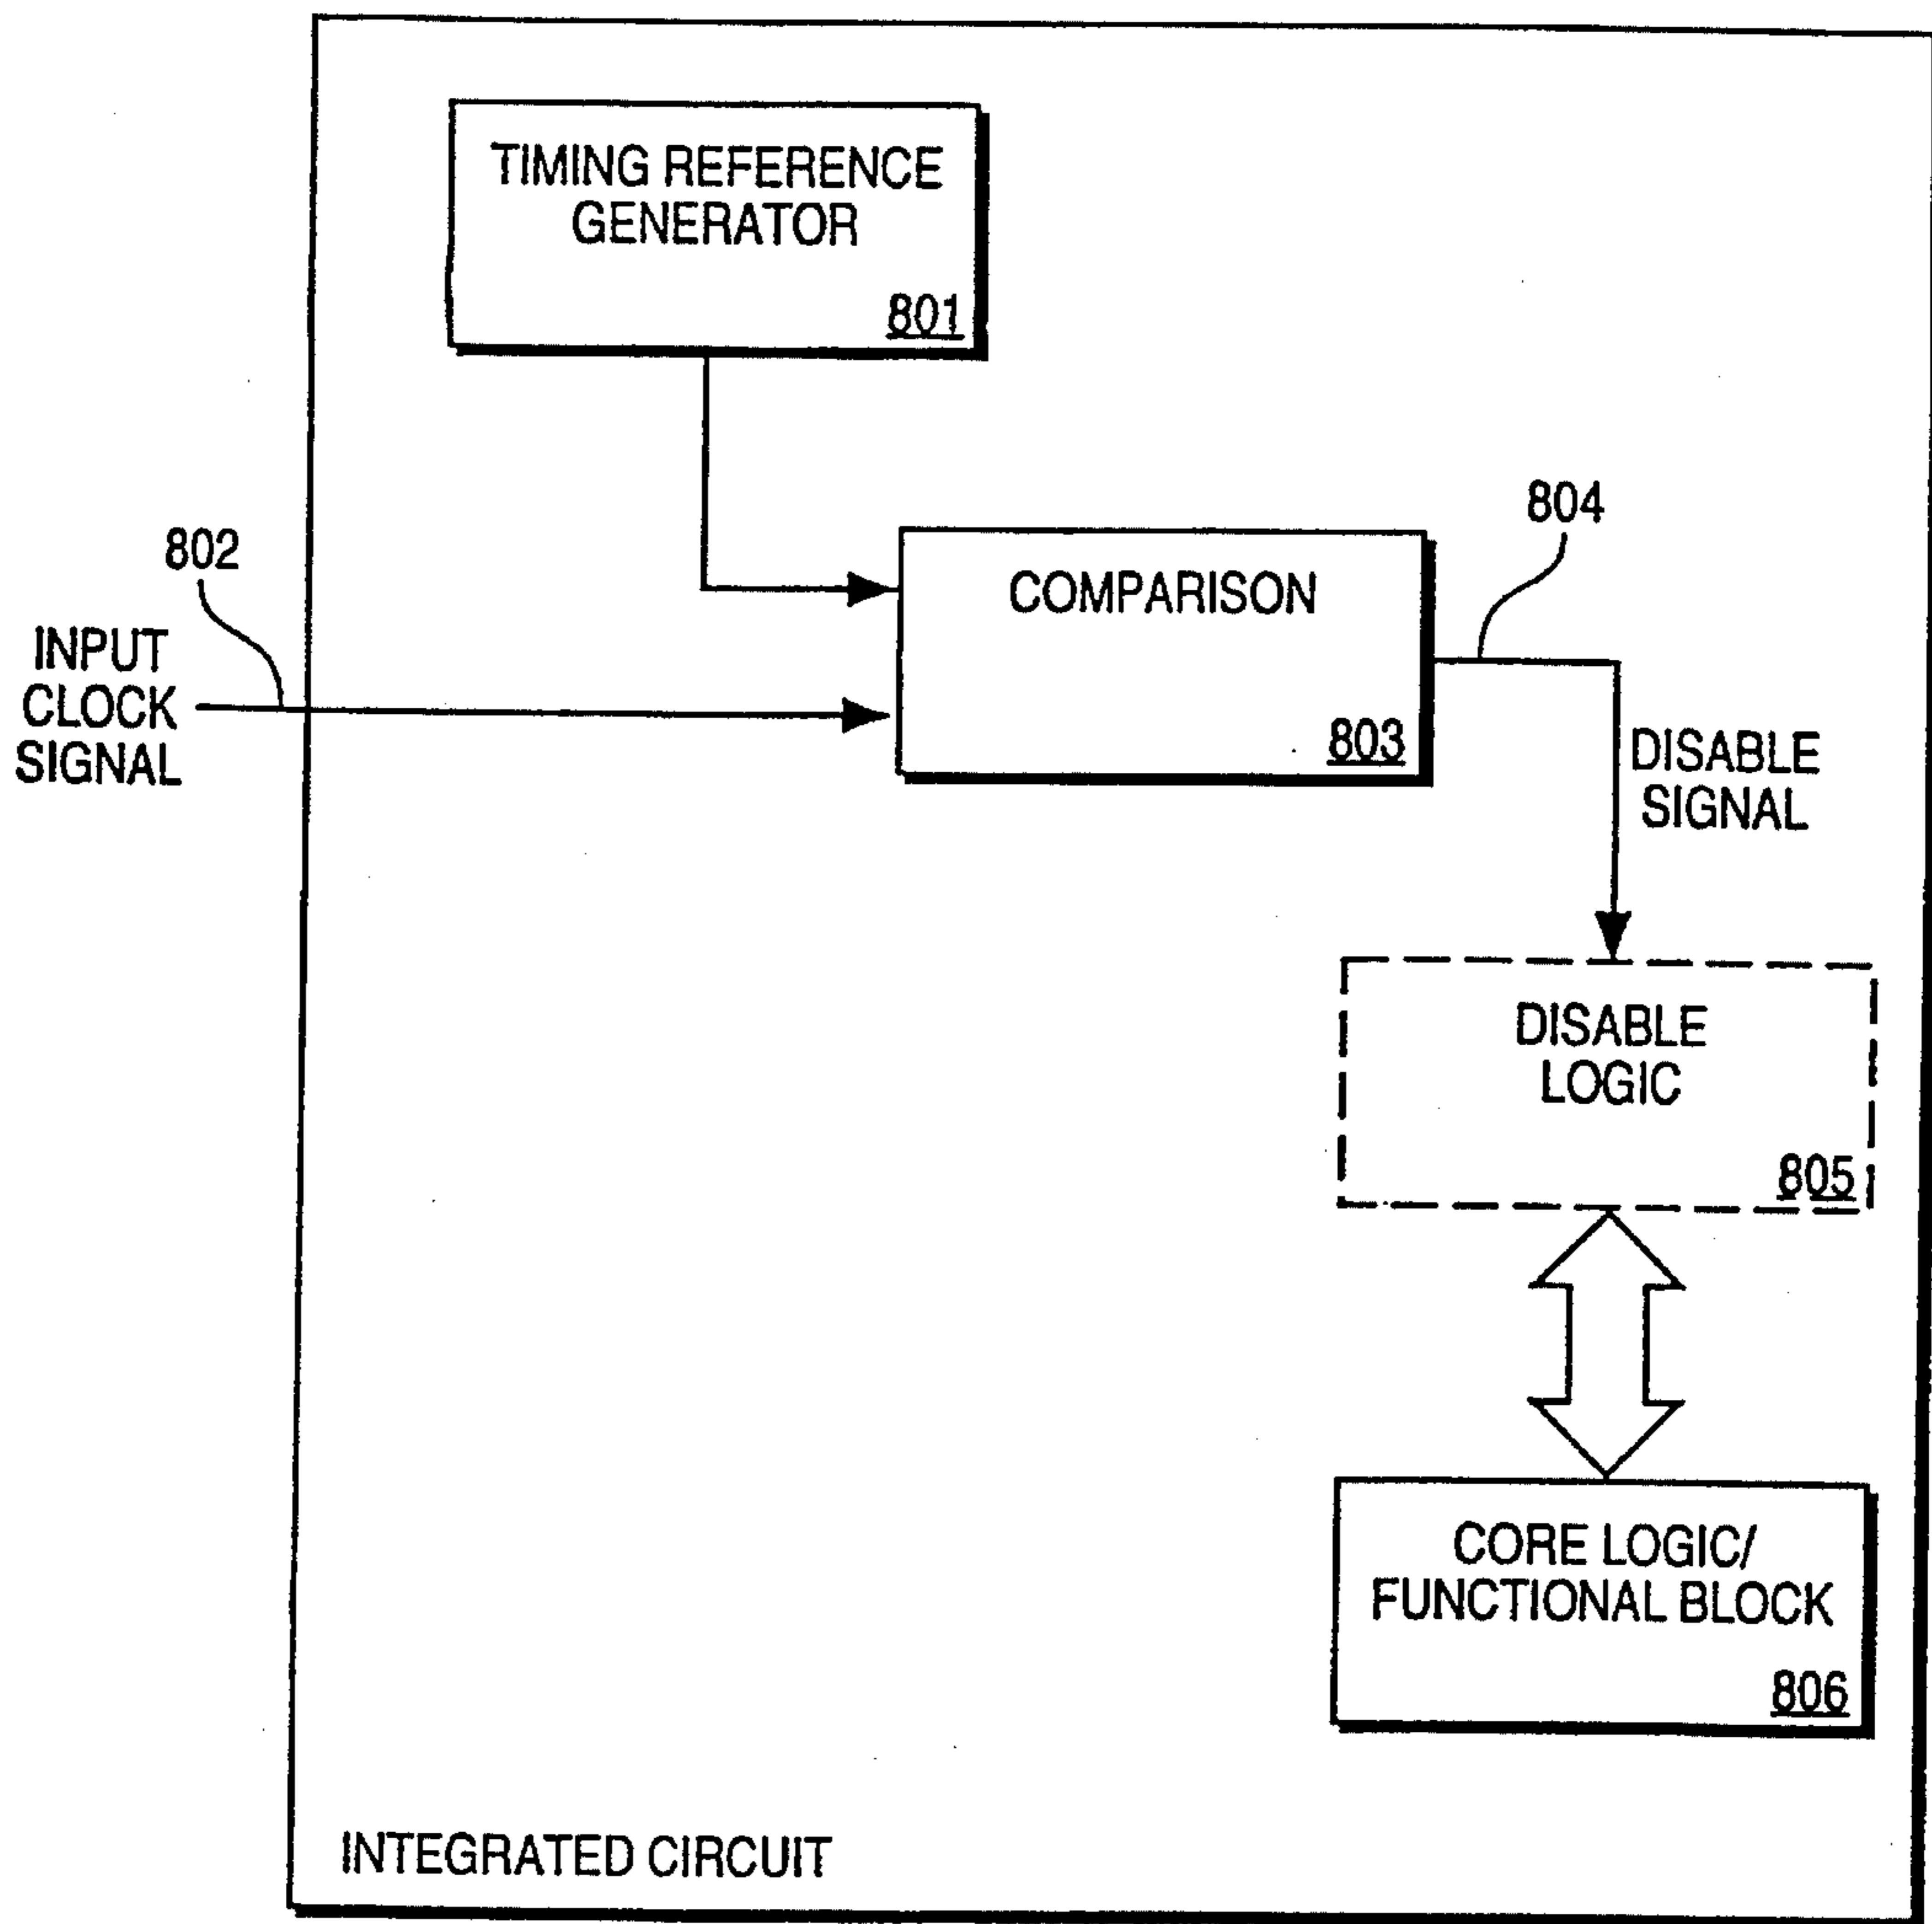 TIMING REFERENCE
GENERATOR
801
802
INPUT
CLOCK
SIGNAL
COMPARISON
803
804
DISABLE
SIGNAL
DISABLE
LOGIC
805
CORE LOGIC/
FUNCTIONAL BLOCK
806
INTEGRATED CIRCUIT